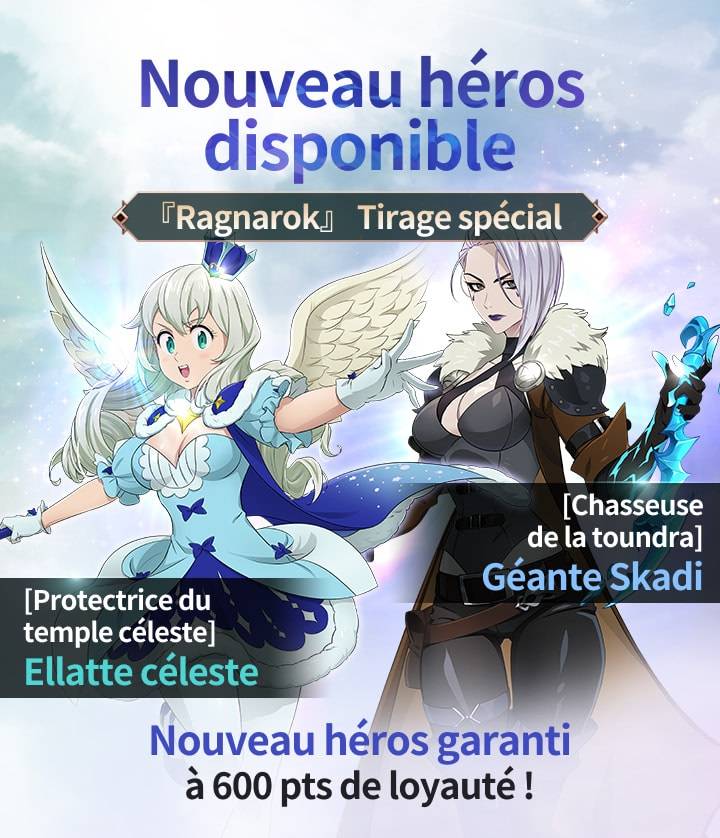 Nouveau héros
disponible
『Ragnarok』 Tirage spécial
[Chasseuse
de la toundra]
Géante Skadi
[Protectrice du
temple céleste]
Ellatte céleste
Nouveau héros garanti
à 600 pts de loyauté !